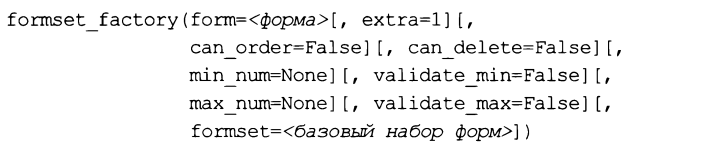 formset_factory(form=<форма>[, extra=1][,
can_order=False][, can_delete=False][,
min_num=None][, validate_min=False][,
max_num=None][, validate_max=False][,
formset=<базовый набор форм>])